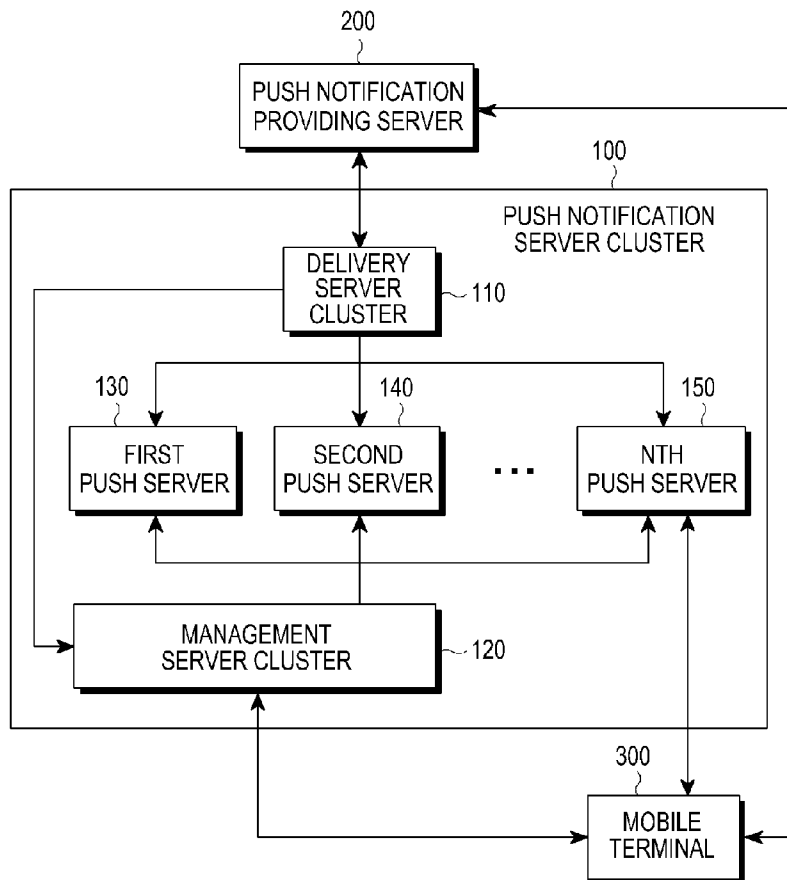 200
PUSH NOTIFICATION
PROVIDING SERVER
100
PUSH NOTIFICATION
SERVER CLUSTER
DELIVERY
SERVER
CLUSTER
110
130
140
150
FIRST
PUSH SERVER
SECOND
PUSH SERVER
...
NTH
PUSH SERVER
MANAGEMENT
SERVER CLUSTER
120
300
MOBILE
TERMINAL